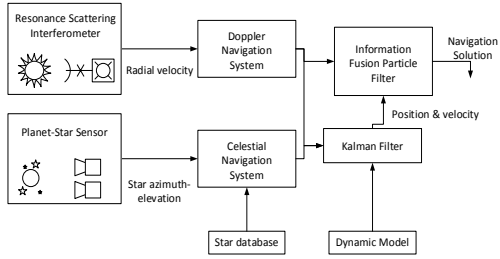 Resonance Scattering
Interferometer
Radial velocity
Doppler
Navigation
System
Information
Fusion Particle
Filter
Navigation
Solution
Planet-Star Sensor
Star azimuth-
elevation
Celestial
Navigation
System
Position & velocity
Kalman Filter
Star database
Dynamic Model